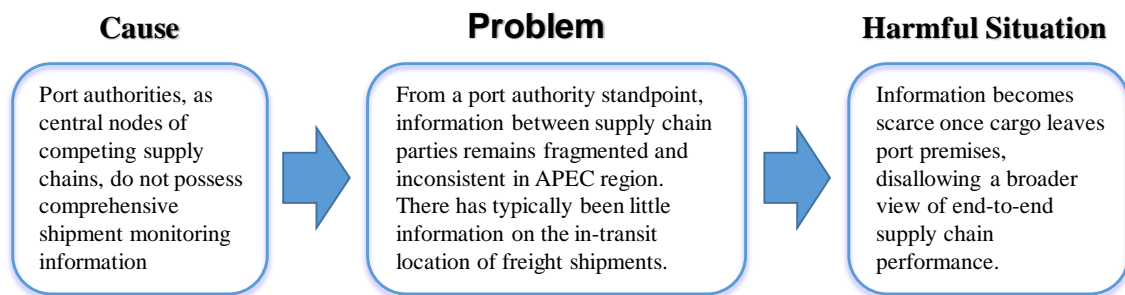 Cause
Port authorities, as
central nodes of
competing supply
chains, do not possess
comprehensive
shipment monitoring
information
Problem
From a port authority standpoint,
information between supply chain
parties remains fragmented and
inconsistent in APEC region.
There has typically been little
information on the in-transit
location of freight shipments.
Harmful Situation
Information becomes
scarce once cargo leaves
port premises,
disallowing a broader
view of end-to-end
supply chain
performance.